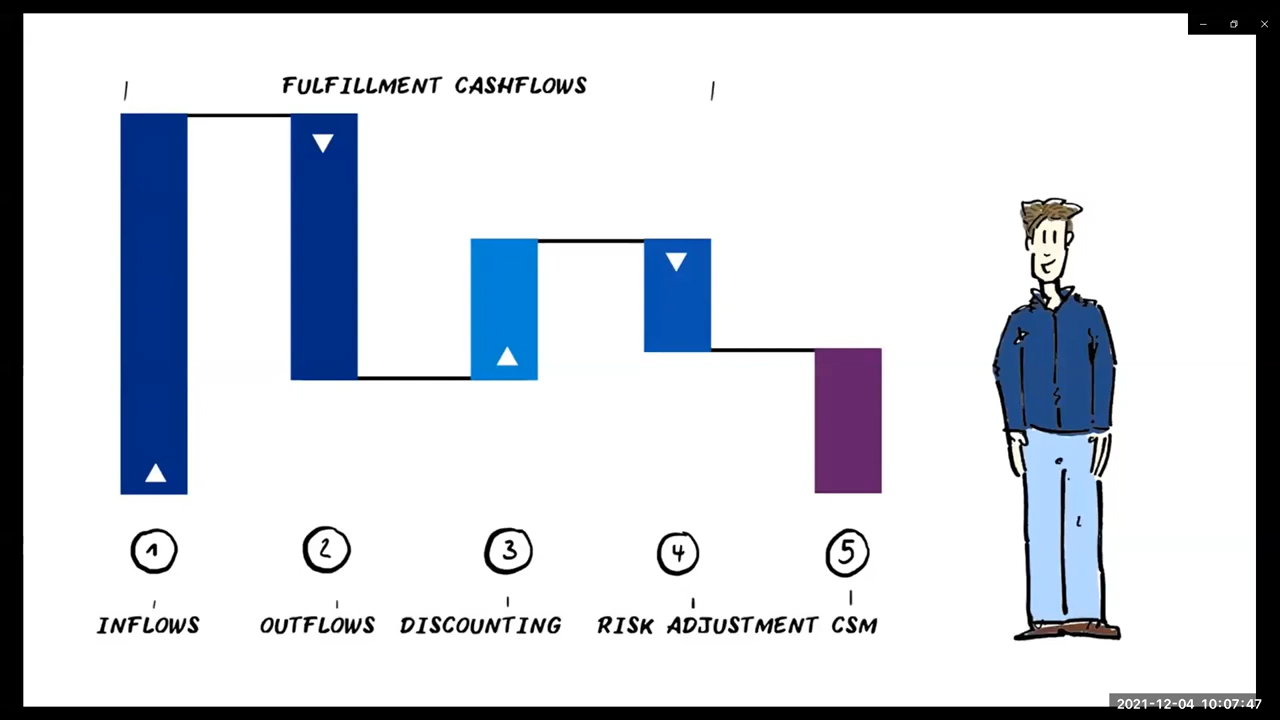 FULFILLMENT CASHFLOWS
1 2 3 4 5
INFLOWS OUTFLOWS DISCOUNTING RISK ADJUSTMENT CSM
2021-12-04 10:07:47